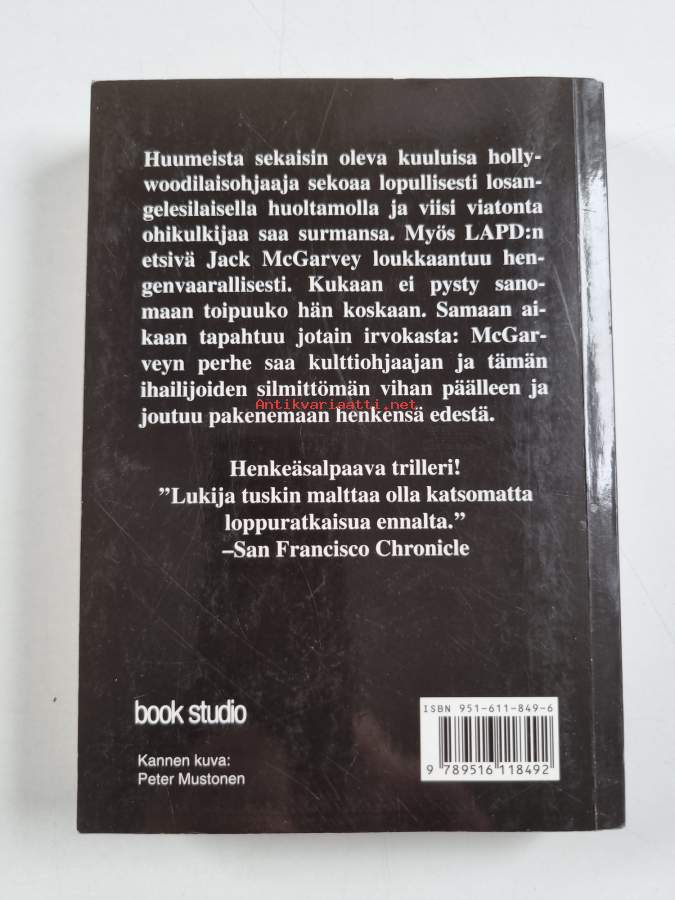 Huumeista sekaisin oleva kuuluisa holly-
woodilaisohjaaja sekoaa lopullisesti losan-
gelesilaisella huoltamolla ja viisi viatonta
ohikulkijaa saa surmansa. Myös LAPD:n
etsivä Jack McGarvey loukkaantuu hen-
genvaarallisesti. Kukaan ei pysty sano-
maan toipuuko hän koskaan. Samaan ai-
kaan tapahtuu jotain irvokasta: McGar-
veyn perhe saa kulttiohjaajan ja tämän
ihailijoiden silmittömän vihan päälleen ja
Antikvariaatti.net
joutuu pakenemaan henkensä edestä.
Henkeäsalpaava trilleri!
”Lukija tuskin malttaa olla katsomatta
loppuratkaisua ennalta.”
–San Francisco Chronicle
book studio
Kannen kuva:
Peter Mustonen
ISBN 951-611-849-6
9 789516 118492